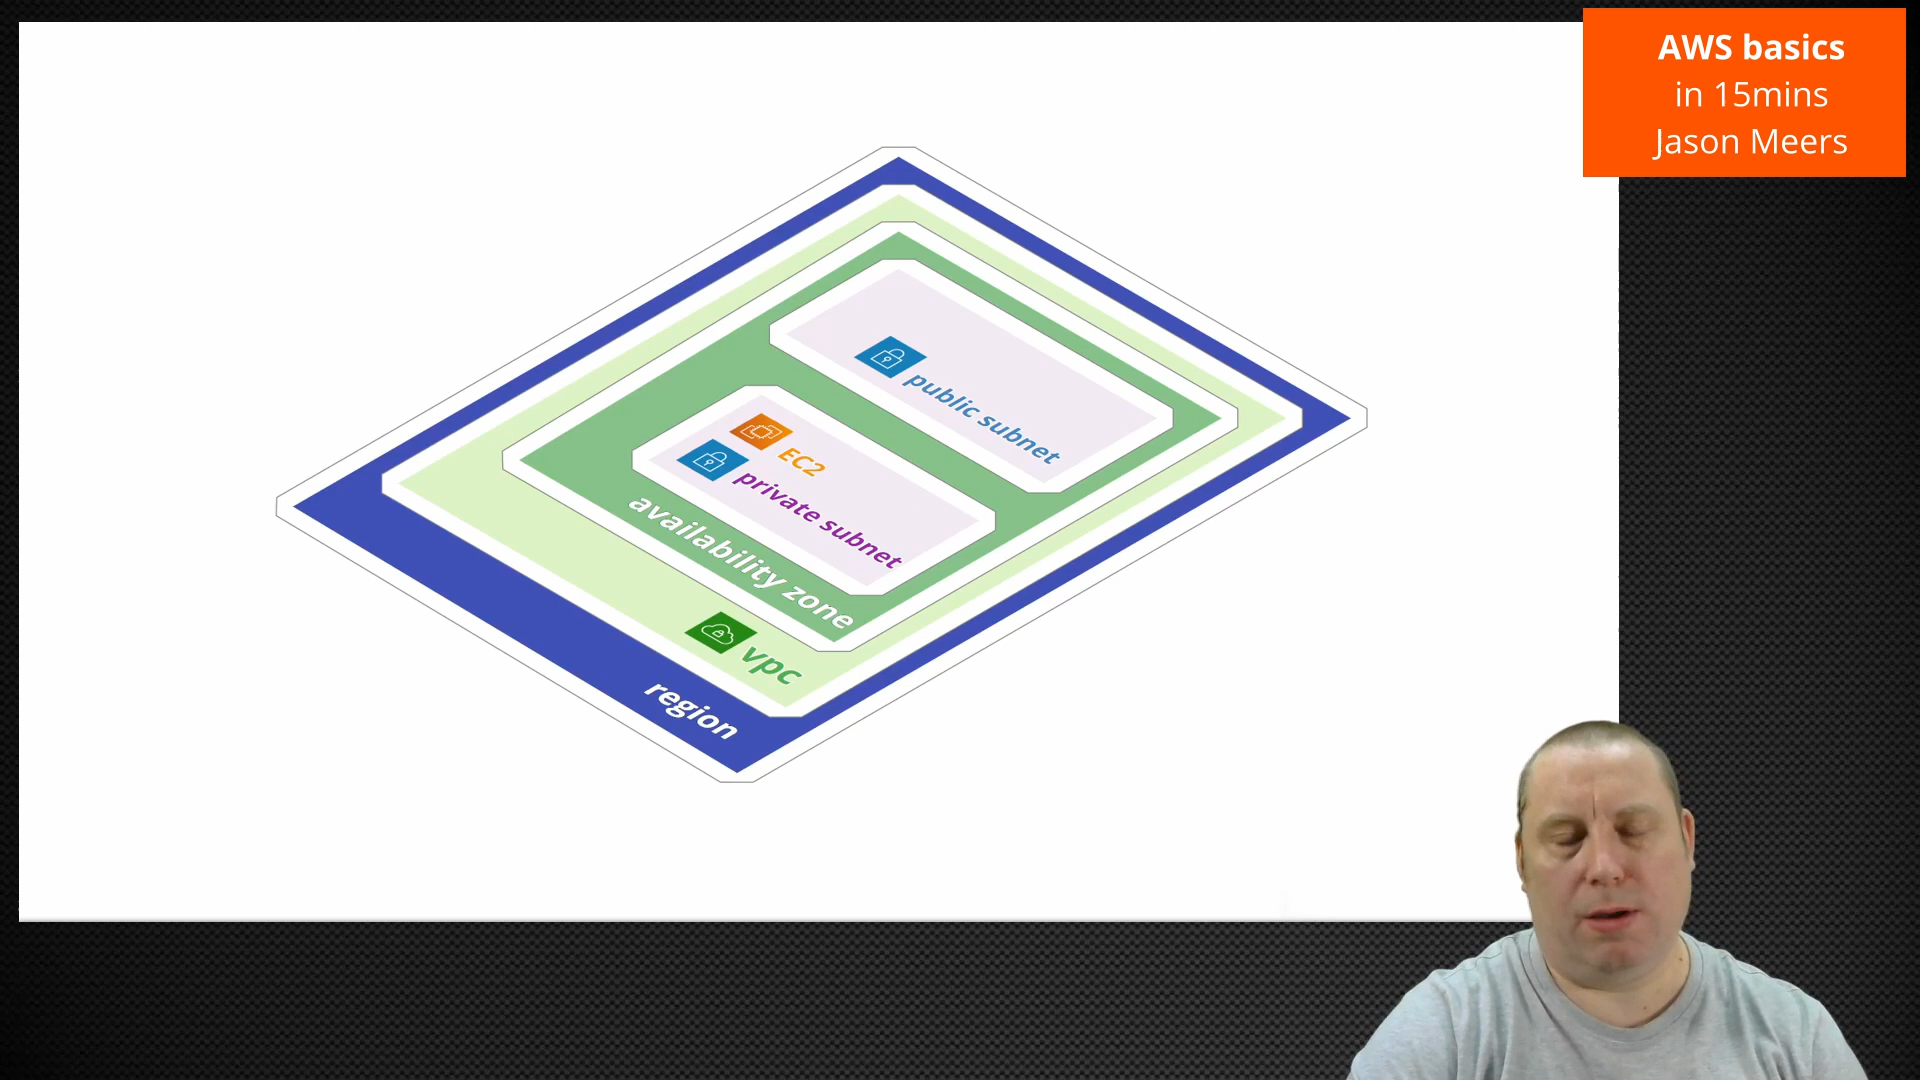 AWS basics
in 15mins
Jason Meers
public subnet
EC2
private subnet
availability zone
vpc
region